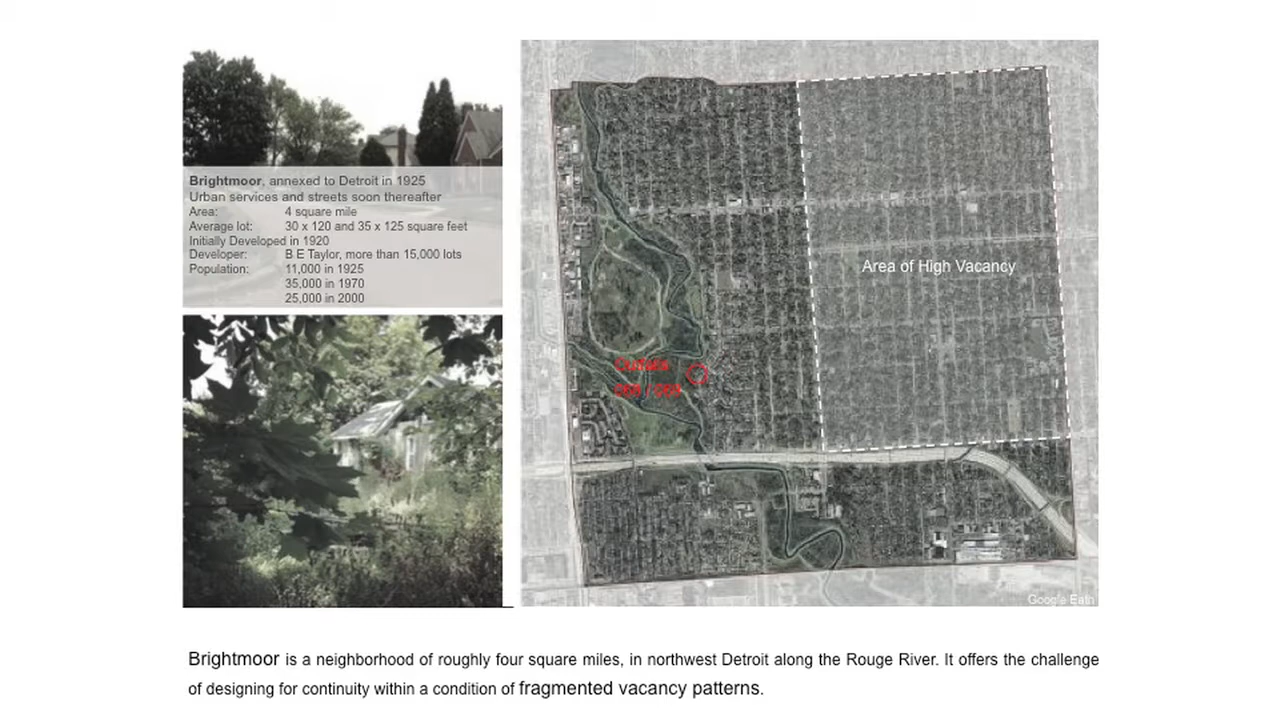 Brightmoor, annexed to Detroit in 1925
Urban services and streets soon thereafter
Area: 4 square mile
Average lot: 30 x 120 and 35 x 125 square feet
Initially Developed in 1920
Developer: B E Taylor, more than 15,000 lots
Population: 11,000 in 1925
35,000 in 1970
25,000 in 2000
Area of High Vacancy
Outfalls
Google Eath
Brightmoor is a neighborhood of roughly four square miles, in northwest Detroit along the Rouge River. It offers the challenge
of designing for continuity within a condition of fragmented vacancy patterns.